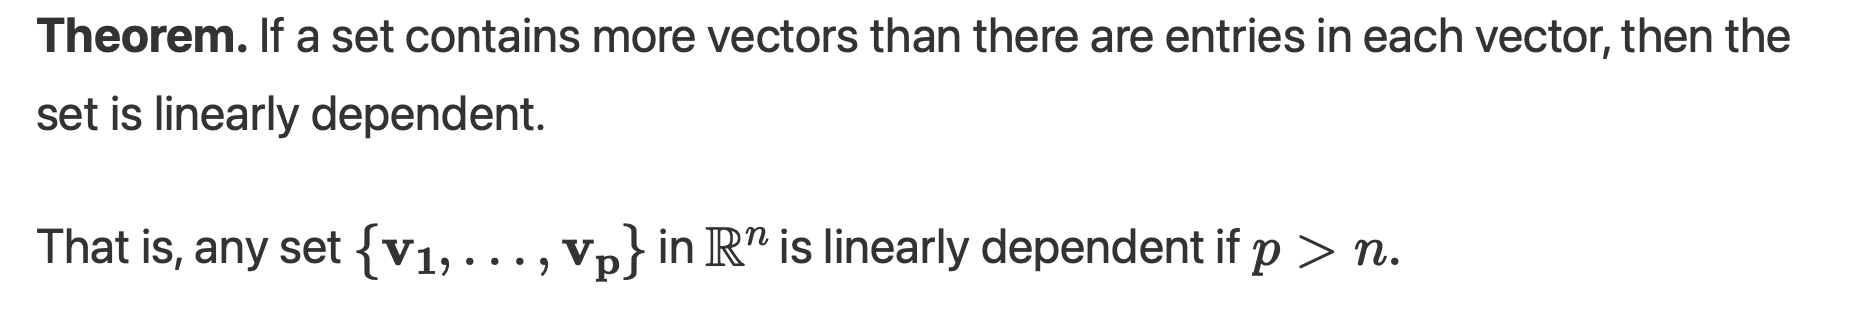 Theorem. If a set contains more vectors than there are entries in each vector, then the
set is linearly dependent.
That is, any set {v₁, . . . , vₚ} in ℝⁿ is linearly dependent if p > n.